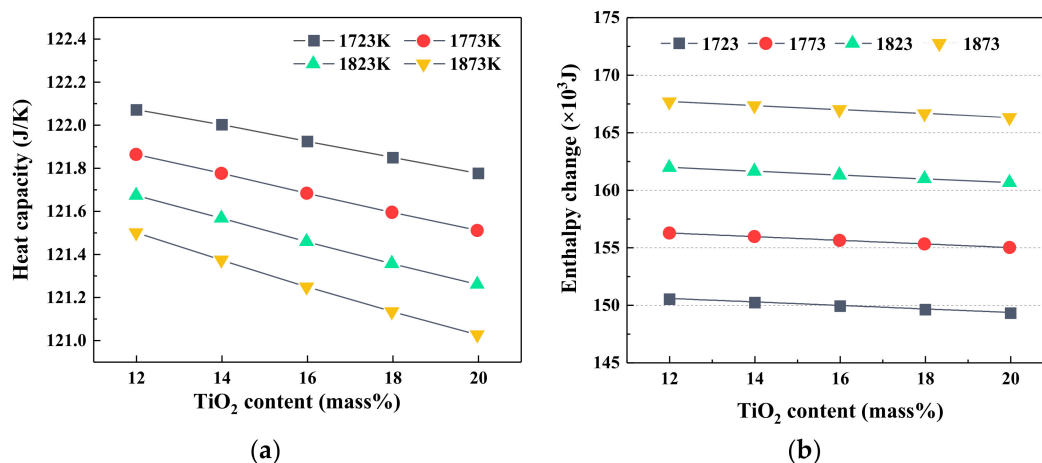 122.4
122.2
122.0
121.8
121.6
121.4
121.2
121.0
Heat capacity (J/K)
1723K 1773K
1823K 1873K
12 14 16 18 20
TiO₂ content (mass%)
(a)
175
170
165
160
155
150
145
Enthalpy change (×10³J)
1723 1773 1823 1873
12 14 16 18 20
TiO₂ content (mass%)
(b)